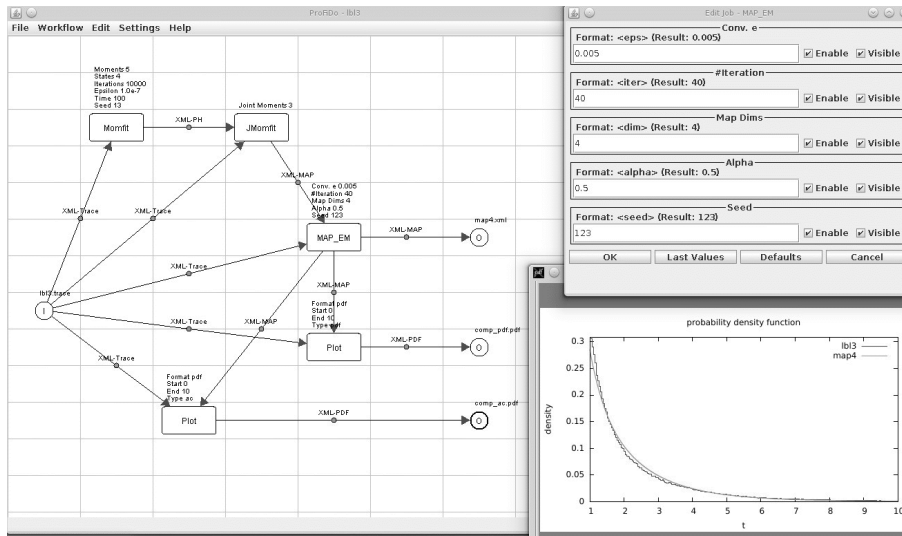 ProFiDo - lbl3
File Workflow Edit Settings Help
Moments 5
States 4
Iterations 10000
Epsilon 1.0e-7
Time 100
Seed 13
Momfit
XML-PH
Joint Moments 3
JMomfit
XML-MAP
Conv. e 0.005
#Iteration 40
Map Dims 4
Alpha 0.5
Seed 123
MAP_EM
XML-MAP
map4.xml
O
XML-Trace
XML-Trace
XML-Trace
lbl3.trace
I
XML-Trace
XML-MAP
XML-MAP
Format pdf
Start 0
End 10
Type pdf
Plot
XML-PDF
comp_pdf.pdf
O
XML-Trace
Format pdf
Start 0
End 10
Type ac
Plot
XML-PDF
comp_ac.pdf
O
Edit Job - MAP_EM
Conv. e
Format: <eps> (Result: 0.005)
0.005 Enable Visible
#Iteration
Format: <iter> (Result: 40)
40 Enable Visible
Map Dims
Format: <dim> (Result: 4)
4 Enable Visible
Alpha
Format: <alpha> (Result: 0.5)
0.5 Enable Visible
Seed
Format: <seed> (Result: 123)
123 Enable Visible
OK Last Values Defaults Cancel
pdf
probability density function
lbl3
map4
density
0.3
0.25
0.2
0.15
0.1
0.05
0
1 2 3 4 5 6 7 8 9 10
t